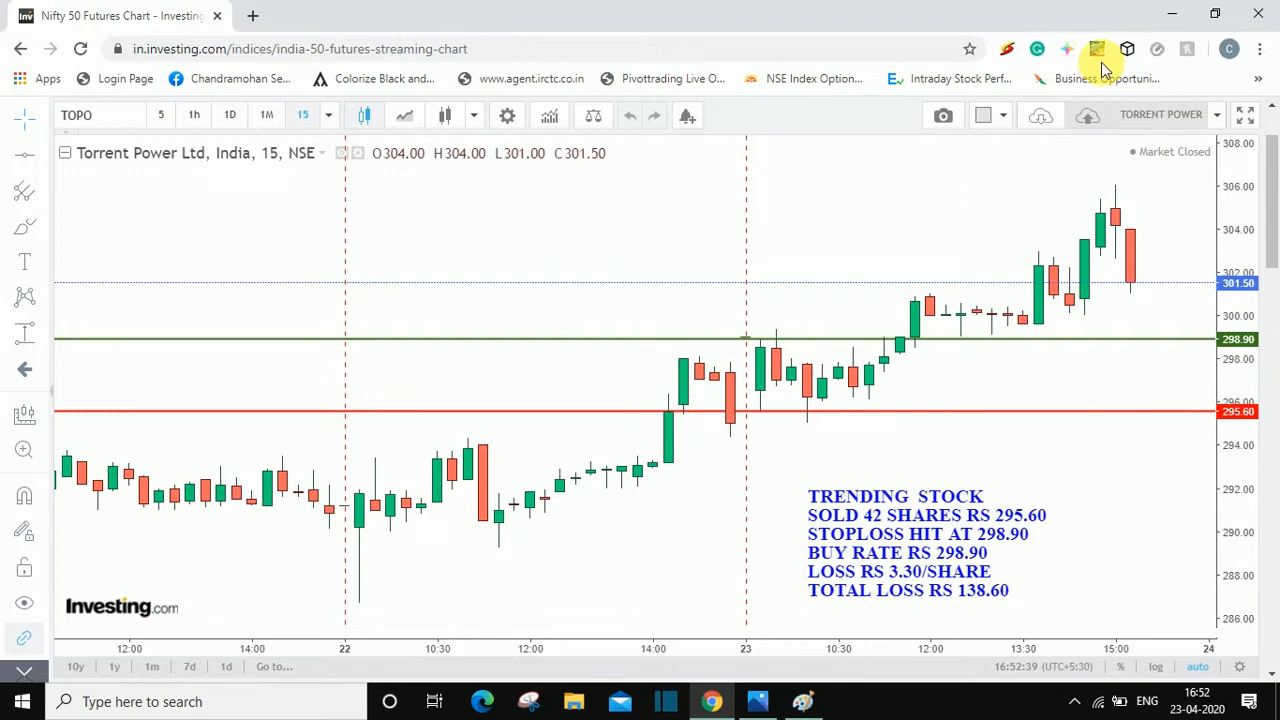 Nifty 50 Futures Chart - Investing
in.investing.com/indices/india-50-futures-streaming-chart
C
Apps Login Page Chandramohan Se... Colorize Black and... www.agent.irctc.co.in Pivottrading Live O... NSE Index Option... Intraday Stock Perf... Business Opportuni... »
TOPO 5 1h 1D 1M 15 TORRENT POWER
Torrent Power Ltd, India, 15, NSE O304.00 H304.00 L301.00 C301.50
Market Closed
308.00
306.00
304.00
302.00
301.50
300.00
298.90
298.00
296.00
295.60
294.00
292.00
290.00
288.00
286.00
TRENDING STOCK
SOLD 42 SHARES RS 295.60
STOPLOSS HIT AT 298.90
BUY RATE RS 298.90
LOSS RS 3.30/SHARE
TOTAL LOSS RS 138.60
Investing.com
12:00 14:00 22 10:30 12:00 14:00 23 10:30 12:00 13:30 15:00 24
10y 1y 1m 7d 1d Go to... 16:52:39 (UTC+5:30) % log auto
Type here to search
ENG
16:52
23-04-2020